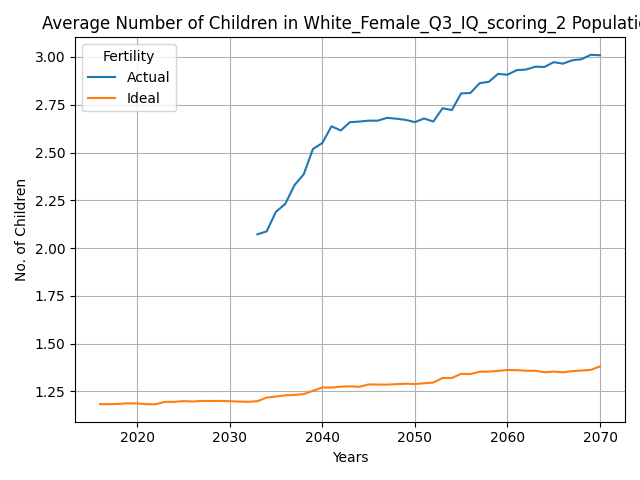 Average Number of Children in White_Female_Q3_IQ_scoring_2 Populatio
Fertility
Actual
Ideal
3.00
2.75
2.50
2.25
2.00
1.75
1.50
1.25
No. of Children
2020 2030 2040 2050 2060 2070
Years